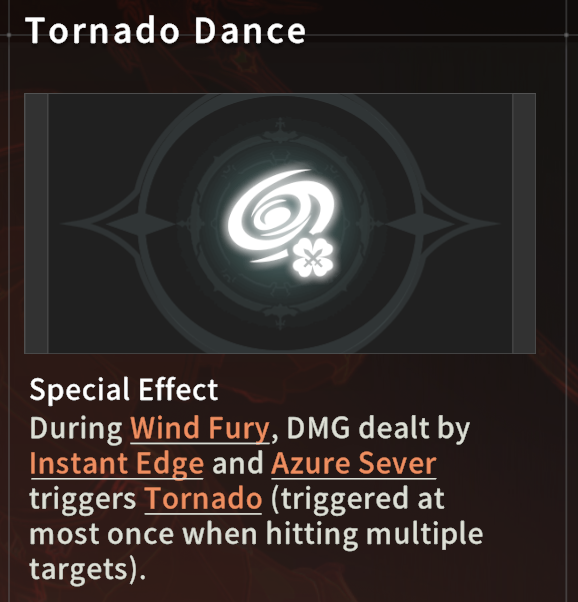 Tornado Dance
Special Effect
During Wind Fury, DMG dealt by
Instant Edge and Azure Sever
triggers Tornado (triggered at
most once when hitting multiple
targets).